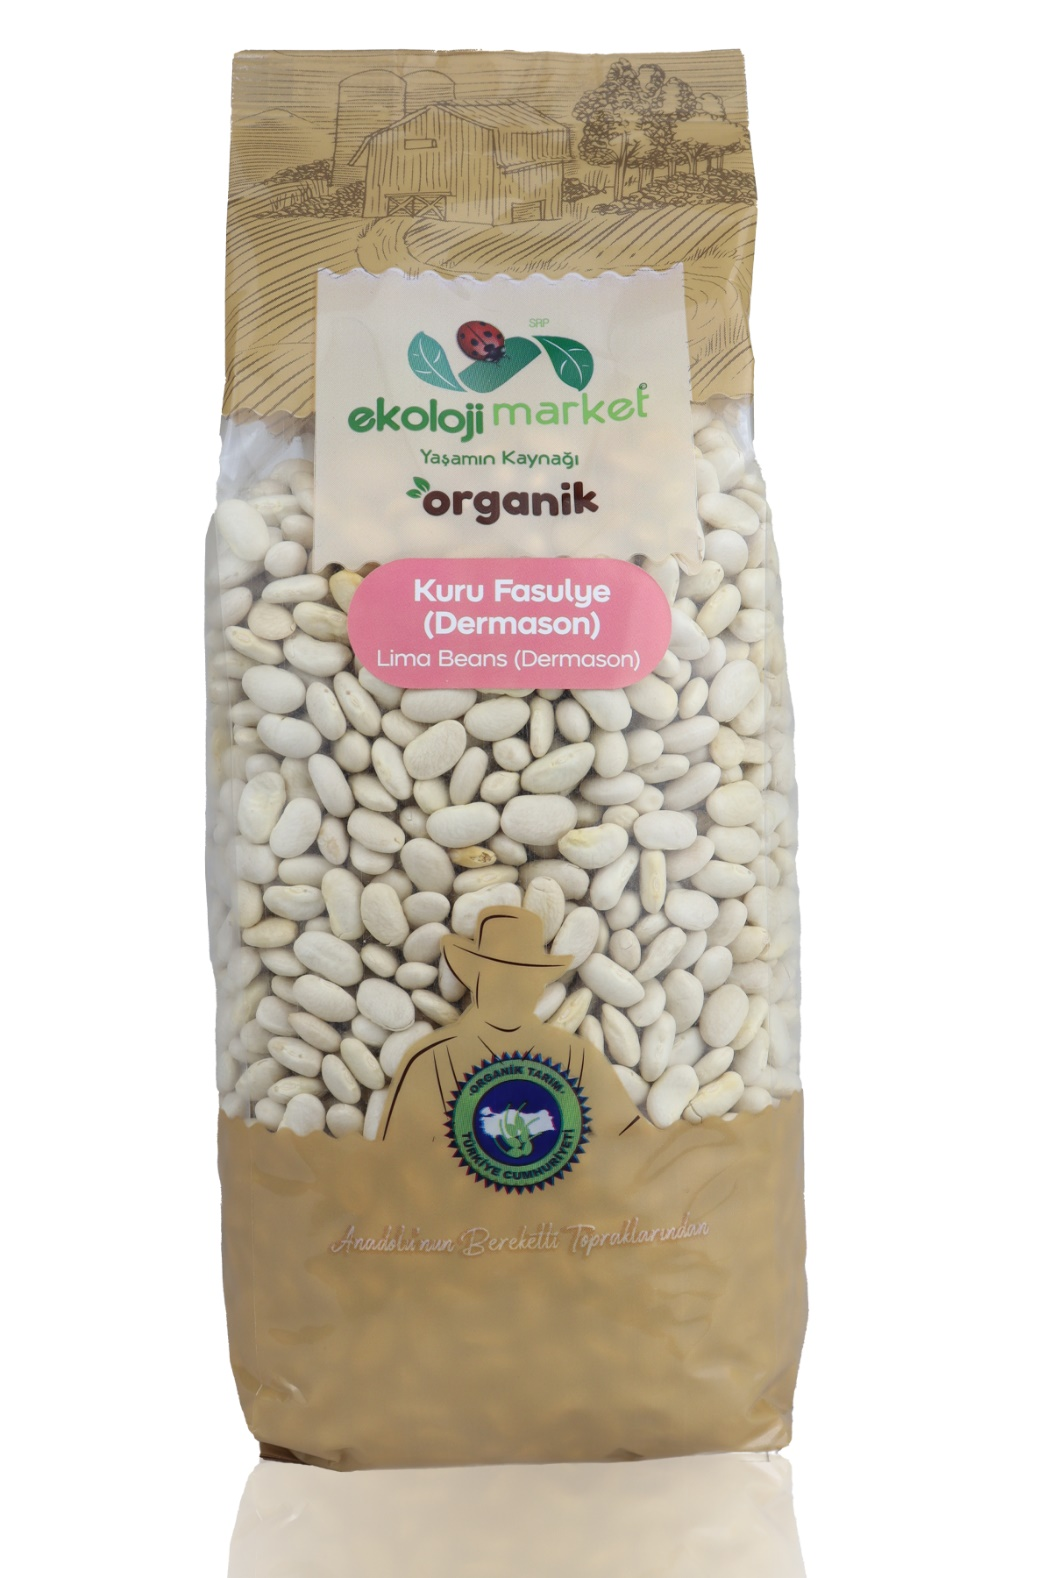 SRP
ekoloji market
Yaşamın Kaynağı
organik
Kuru Fasulye
(Dermason)
Lima Beans (Dermason)
ORGANİK TARIM
TÜRKİYE CUMHURİYETİ
Anadolu'nun Bereketli Topraklarından